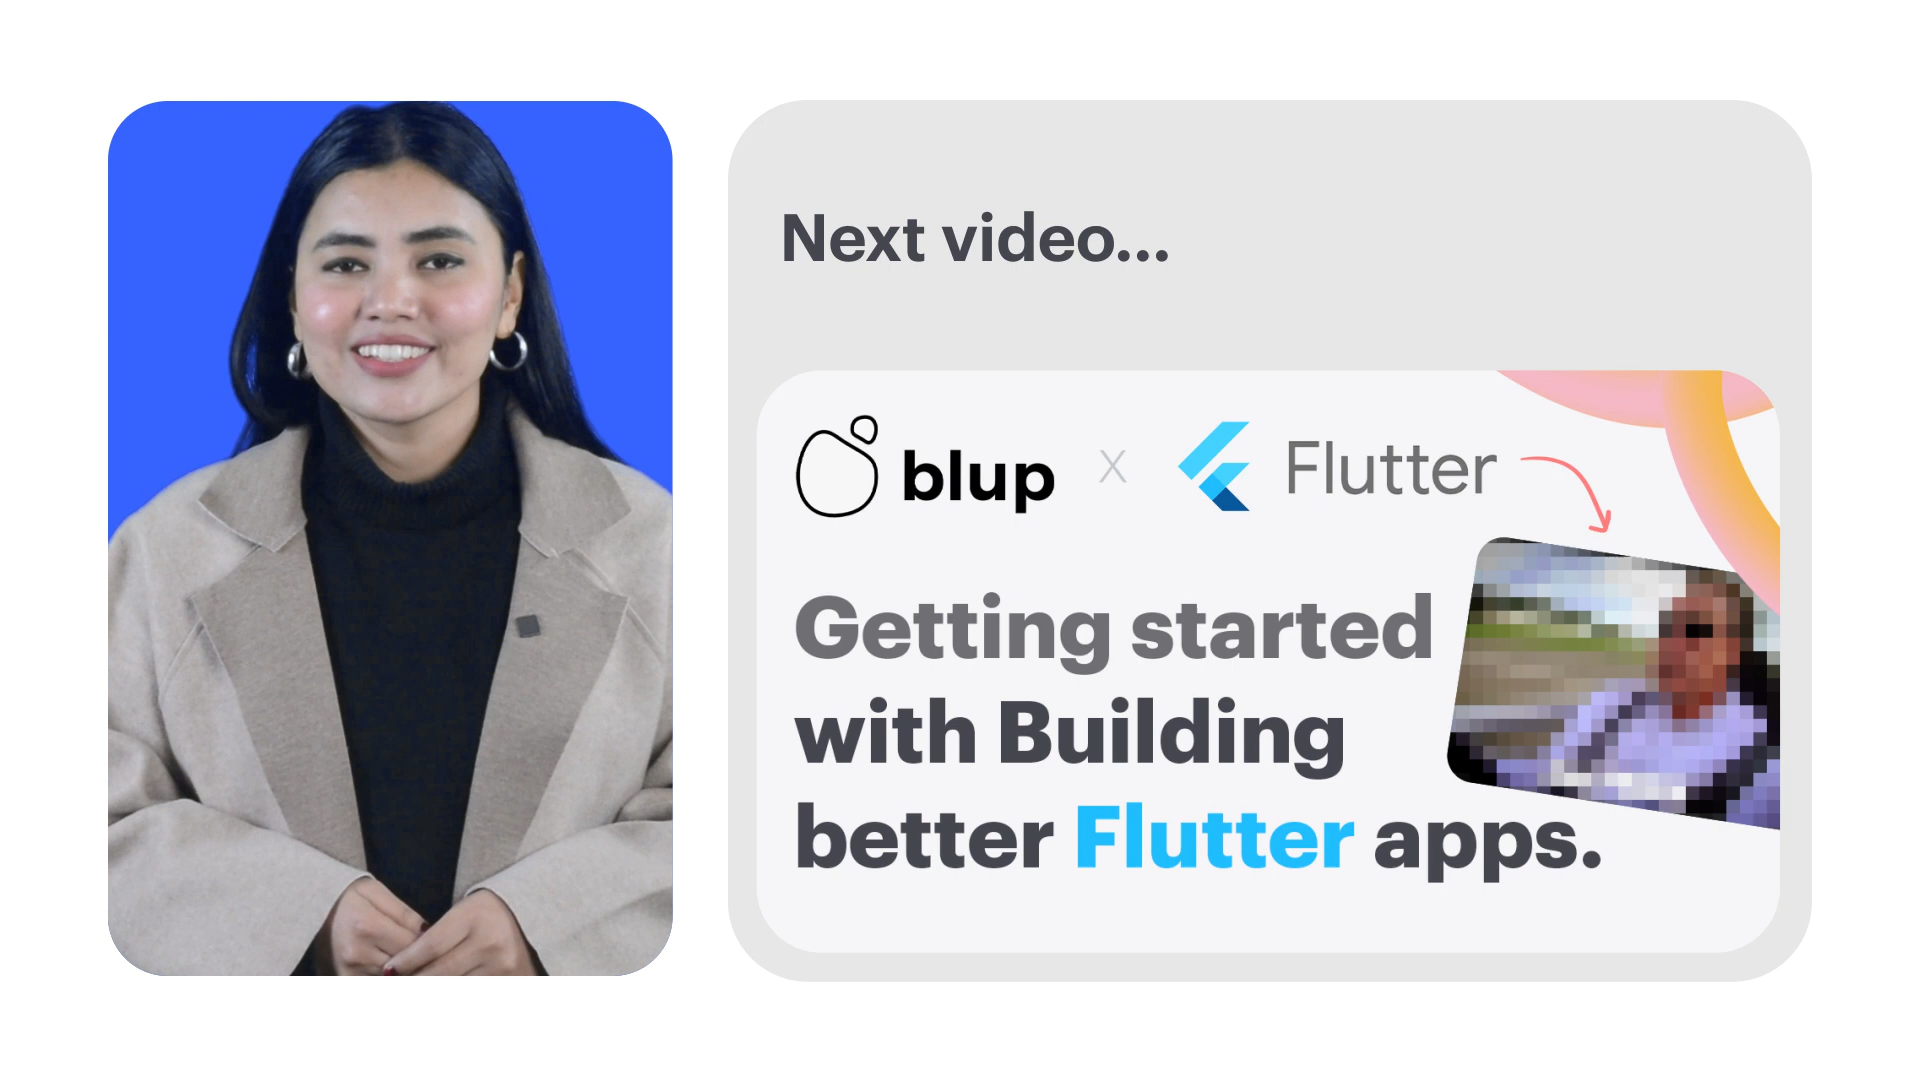 Next video...
blup X Flutter
Getting started
with Building
better Flutter apps.